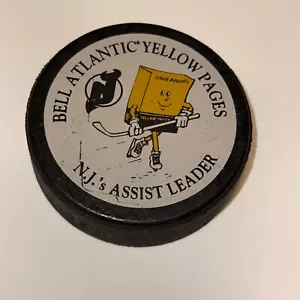 BELL ATLANTIC® YELLOW PAGES
N.J.'s ASSIST LEADER